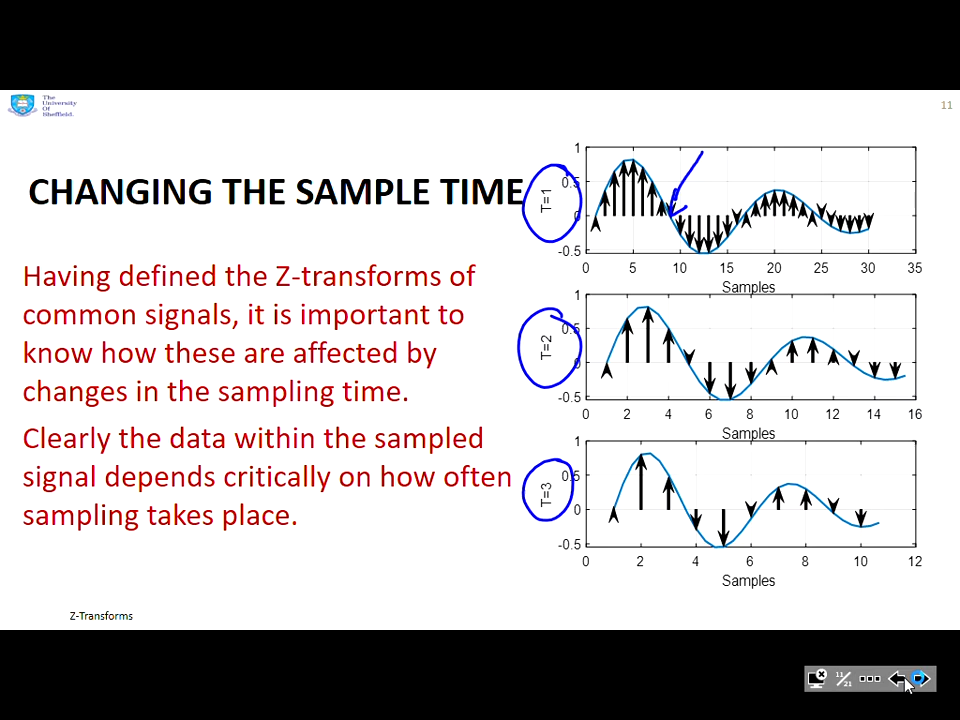 The
University
Of
Sheffield.
11
CHANGING THE SAMPLE TIME
Having defined the Z-transforms of
common signals, it is important to
know how these are affected by
changes in the sampling time.
Clearly the data within the sampled
signal depends critically on how often
sampling takes place.
T=1
1
0.5
0
-0.5
0 5 10 15 20 25 30 35
Samples
T=2
1
0.5
0
-0.5
0 2 4 6 8 10 12 14 16
Samples
T=3
1
0.5
0
-0.5
0 2 4 6 8 10 12
Samples
Z-Transforms
11/21